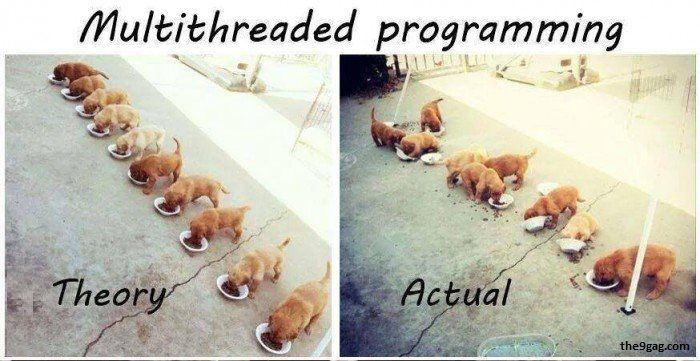 Multithreaded programming
Theory
Actual
the9gag.com